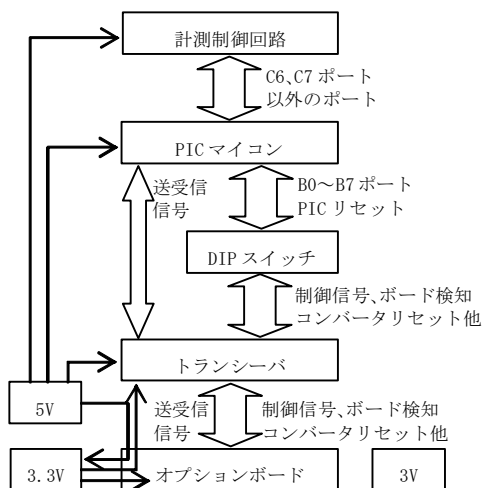 計測制御回路
C6、C7 ポート
以外のポート
PIC マイコン
送受信
信号
B0～B7 ポート
PIC リセット
DIP スイッチ
制御信号、ボード検知
コンバータリセット他
トランシーバ
5V
送受信
信号
制御信号、ボード検知
コンバータリセット他
3.3V
オプションボード
3V